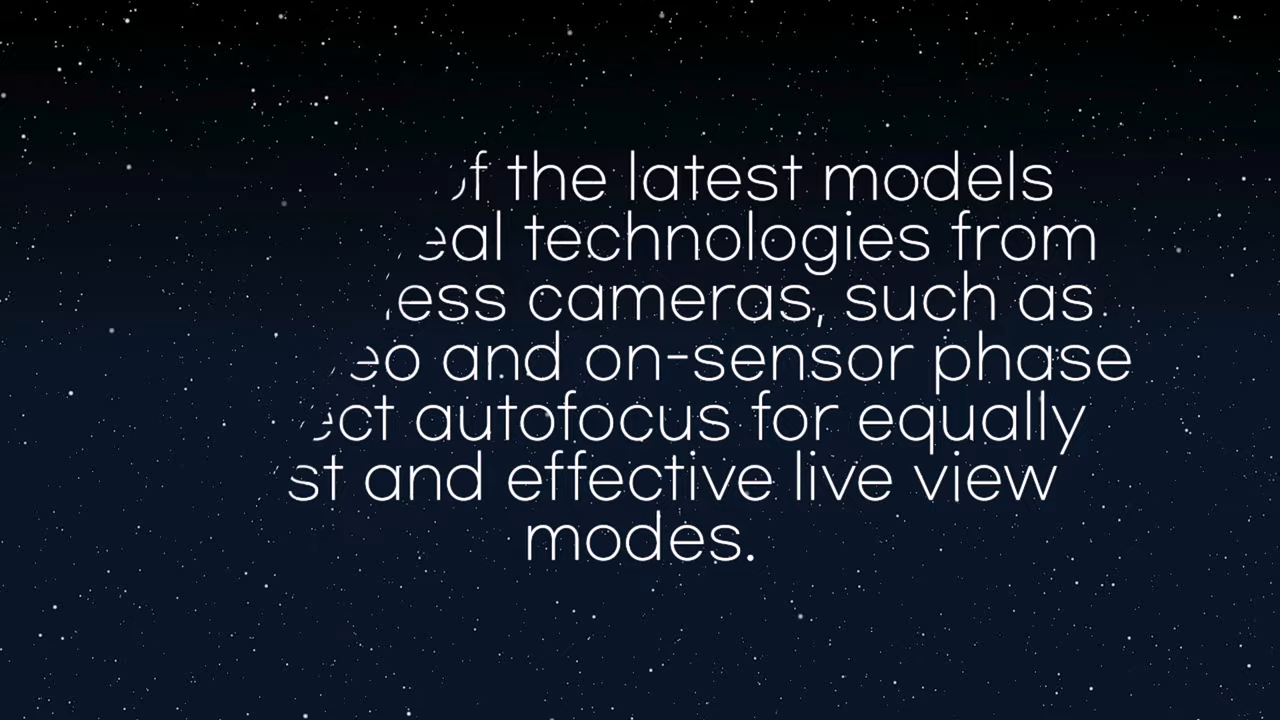 of the latest models
technologies from
cameras, such as
and on-sensor phase
autofocus for equally
and effective live view
modes.